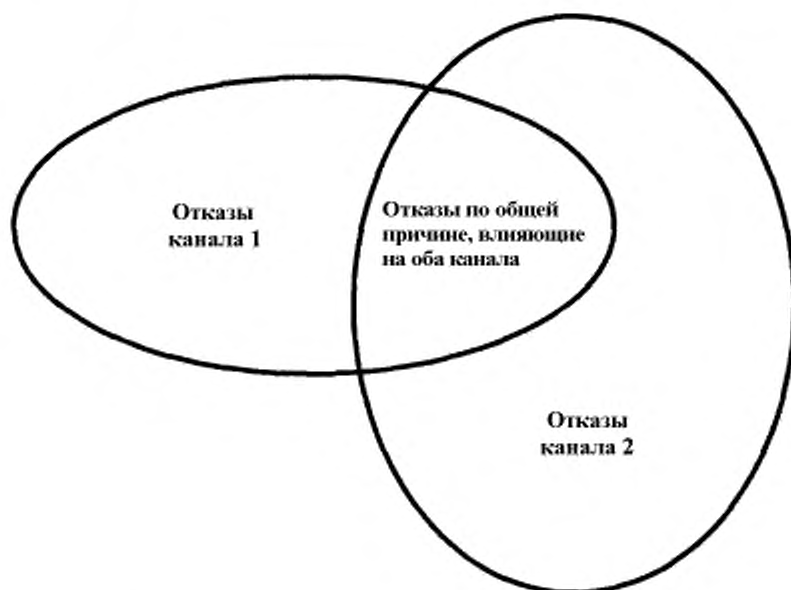 Отказы
канала 1
Отказы по общей
причине, влияющие
на оба канала
Отказы
канала 2